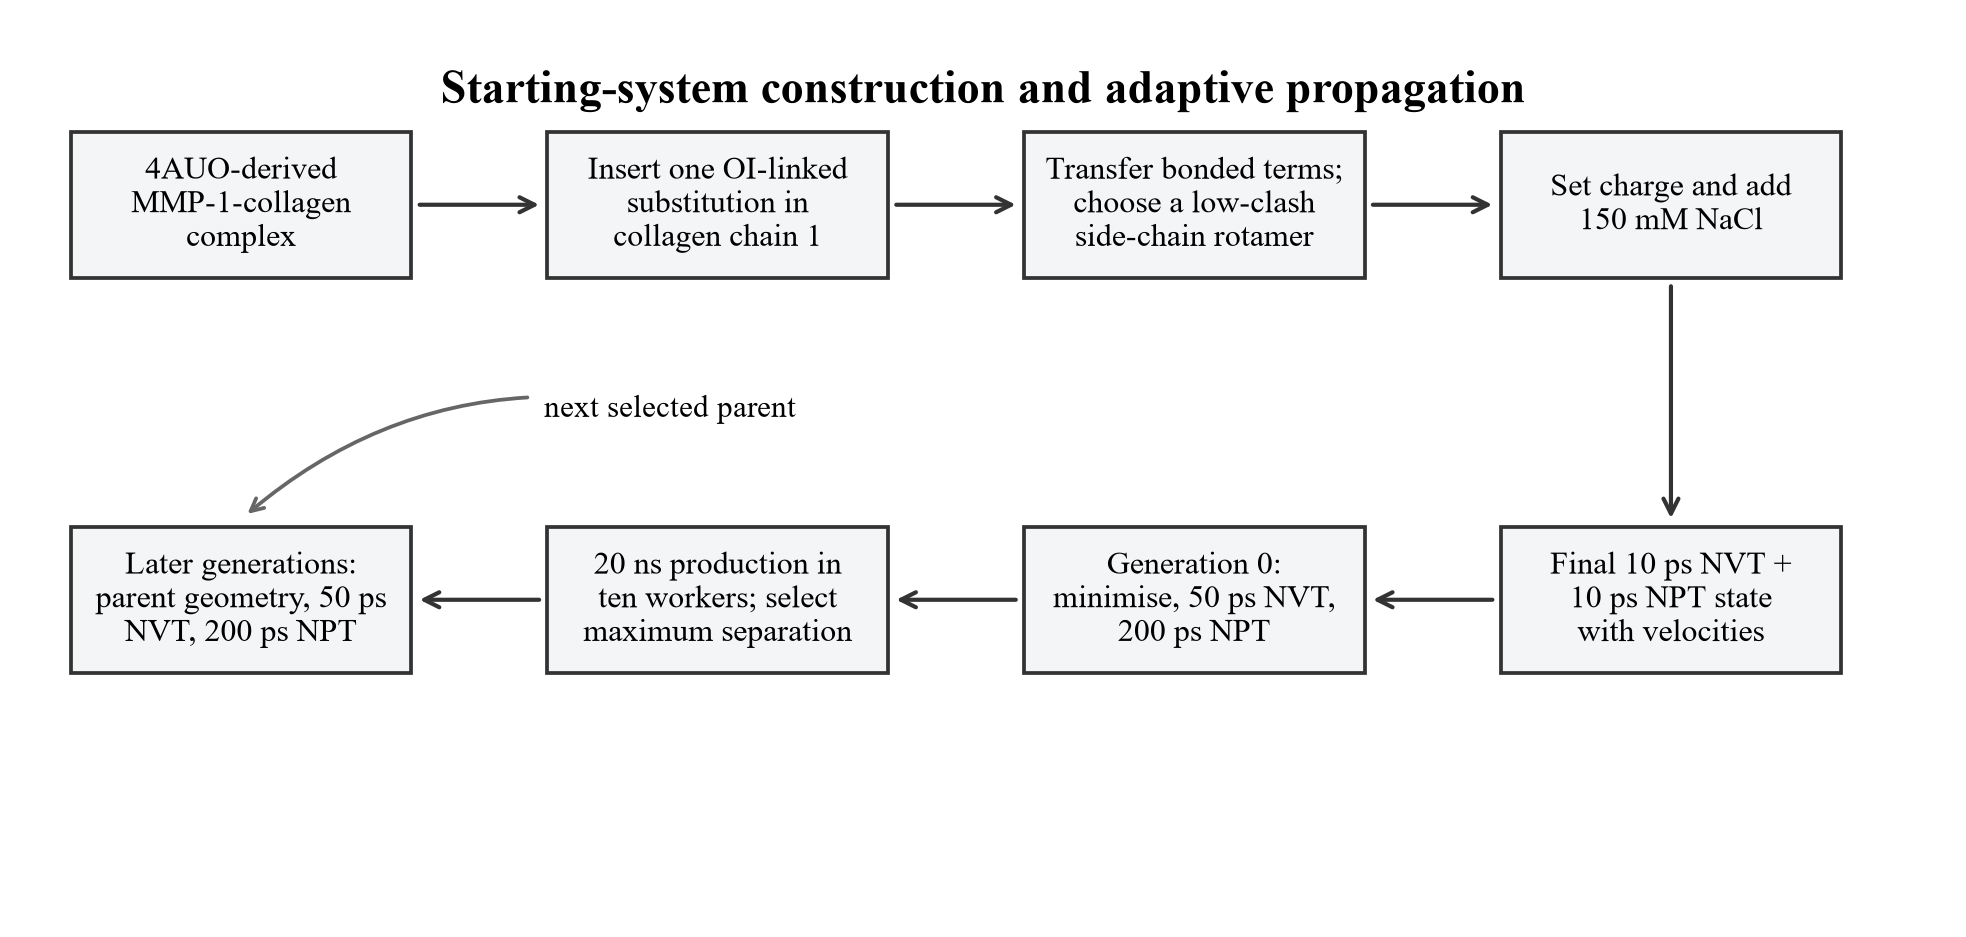 Starting-system construction and adaptive propagation
4AUO-derived
MMP-1-collagen
complex
Insert one OI-linked
substitution in
collagen chain 1
Transfer bonded terms;
choose a low-clash
side-chain rotamer
Set charge and add
150 mM NaCl
next selected parent
Later generations:
parent geometry, 50 ps
NVT, 200 ps NPT
20 ns production in
ten workers; select
maximum separation
Generation 0:
minimise, 50 ps NVT,
200 ps NPT
Final 10 ps NVT +
10 ps NPT state
with velocities